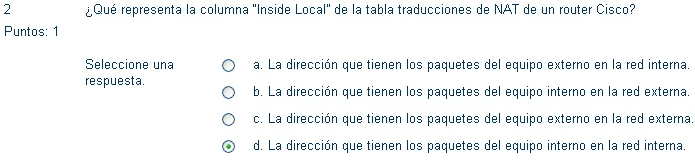 2 ¿Qué representa la columna "Inside Local" de la tabla traducciones de NAT de un router Cisco?
Puntos: 1
Seleccione una respuesta.
a. La dirección que tienen los paquetes del equipo externo en la red interna.
b. La dirección que tienen los paquetes del equipo interno en la red externa.
c. La dirección que tienen los paquetes del equipo externo en la red externa.
d. La dirección que tienen los paquetes del equipo interno en la red interna.